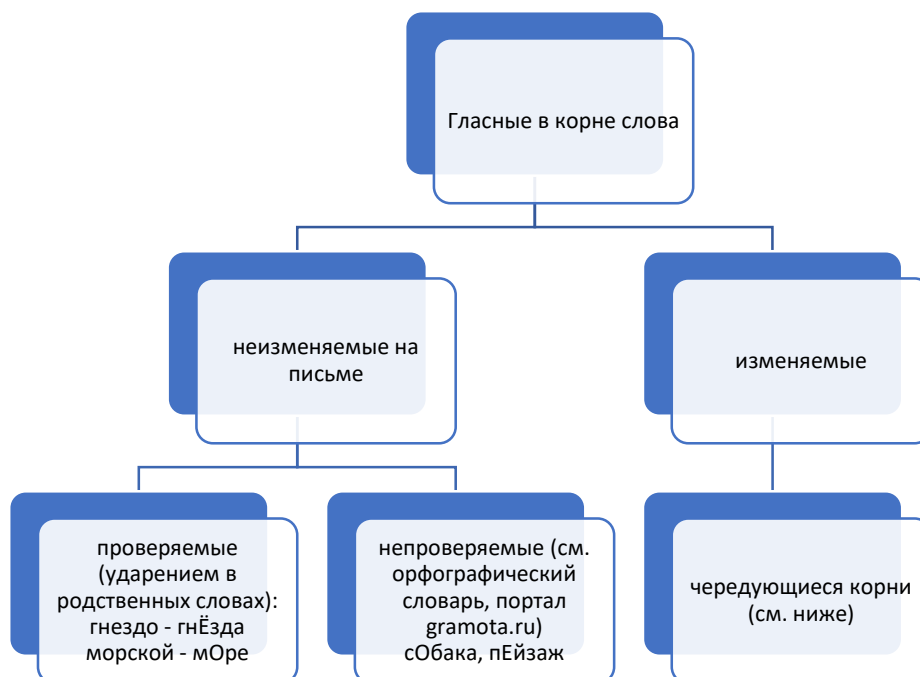 Гласные в корне слова
неизменяемые на
письме
изменяемые
проверяемые
(ударением в
родственных словах):
гнездо - гнЁзда
морской - мОре
непроверяемые (см.
орфографический
словарь, портал
gramota.ru)
сОбака, пЕйзаж
чередующиеся корни
(см. ниже)